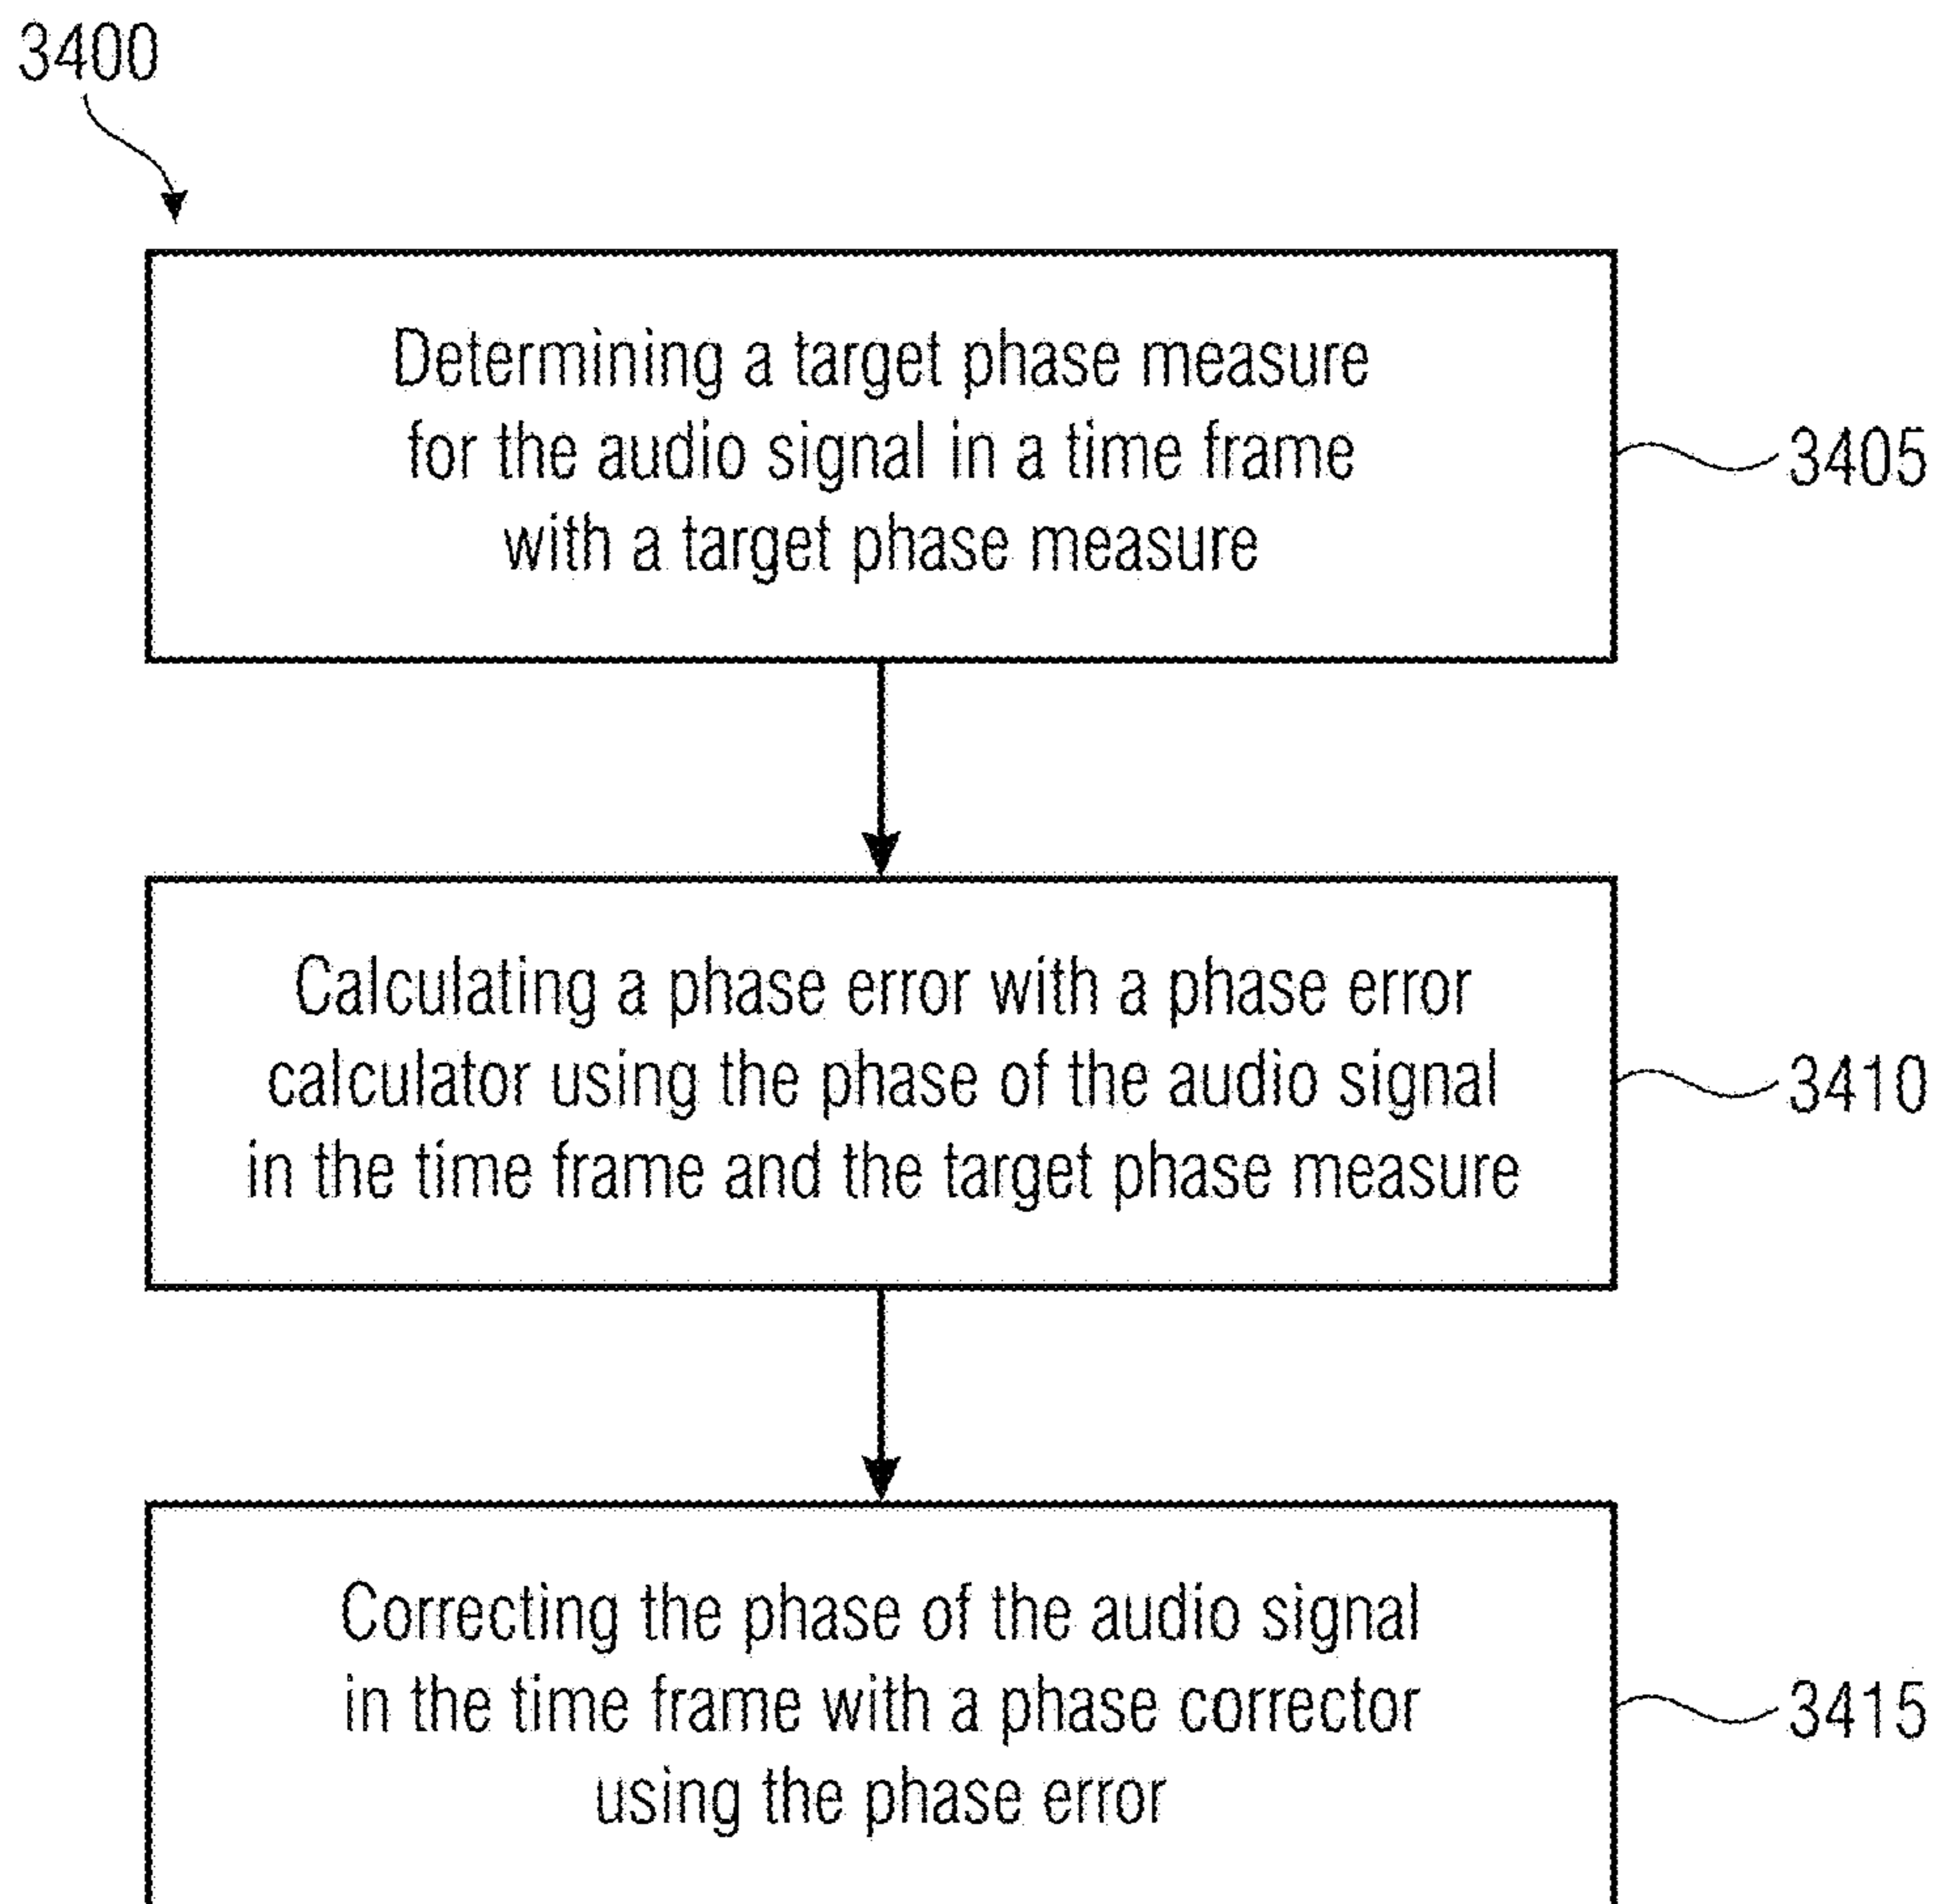 3400
Determining a target phase measure
for the audio signal in a time frame
with a target phase measure
3405
Calculating a phase error with a phase error
calculator using the phase of the audio signal
in the time frame and the target phase measure
3410
Correcting the phase of the audio signal
in the time frame with a phase corrector
using the phase error
3415